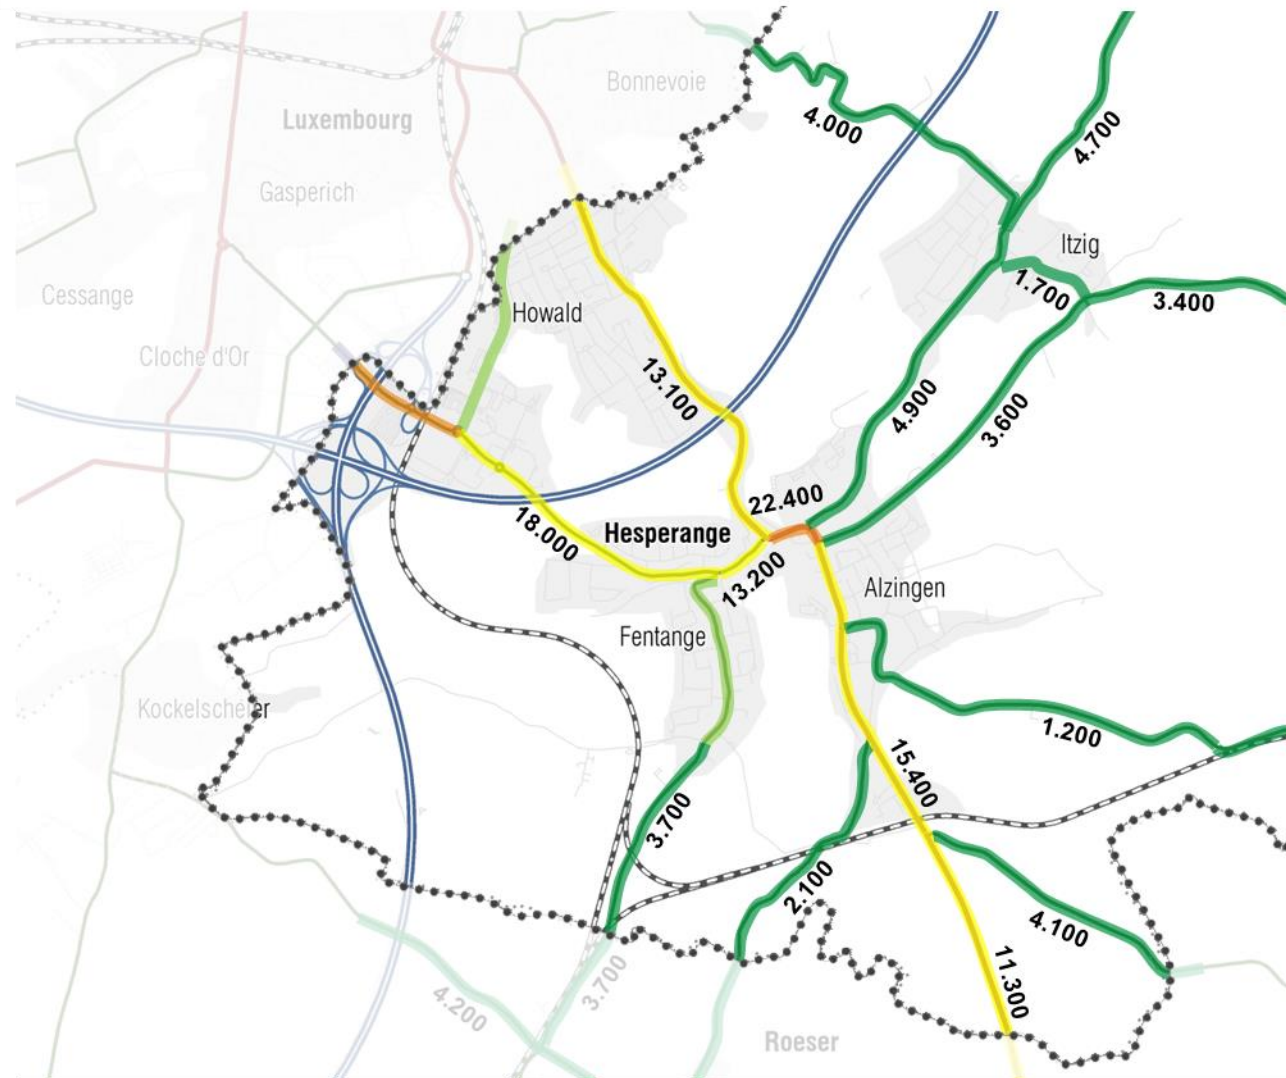 Bonnevoie
Luxembourg
4.000
4.700
Gasperich
Itzig
Cessange
1.700
3.400
Howald
Cloche d'Or
13.100
4.900
3.600
22.400
18.000
Hesperange
13.200
Alzingen
Fentange
Kockelscheuer
1.200
15.400
3.700
2.100
4.100
11.300
3.700
4.200
Roeser